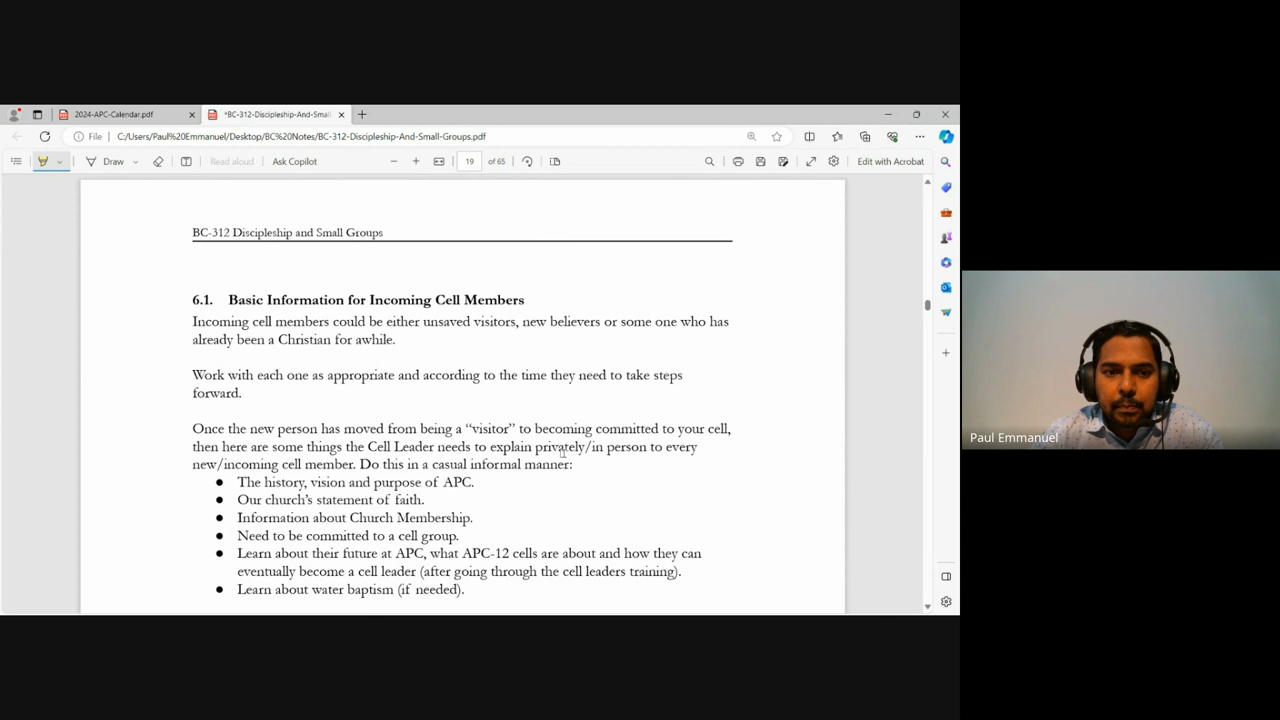 2024-APC-Calendar.pdf
*BC-312-Discipleship-And-Small-
File
C:/Users/Paul%20Emmanuel/Desktop/BC%20Notes/BC-312-Discipleship-And-Small-Groups.pdf
Draw
Read aloud
Ask Copilot
19 of 65
Edit with Acrobat
BC-312 Discipleship and Small Groups
6.1. Basic Information for Incoming Cell Members
Incoming cell members could be either unsaved visitors, new believers or some one who has
already been a Christian for awhile.
Work with each one as appropriate and according to the time they need to take steps
forward.
Once the new person has moved from being a “visitor” to becoming committed to your cell,
then here are some things the Cell Leader needs to explain privately/in person to every
new/incoming cell member. Do this in a casual informal manner:
● The history, vision and purpose of APC.
● Our church’s statement of faith.
● Information about Church Membership.
● Need to be committed to a cell group.
● Learn about their future at APC, what APC-12 cells are about and how they can
eventually become a cell leader (after going through the cell leaders training).
● Learn about water baptism (if needed).
Paul Emmanuel